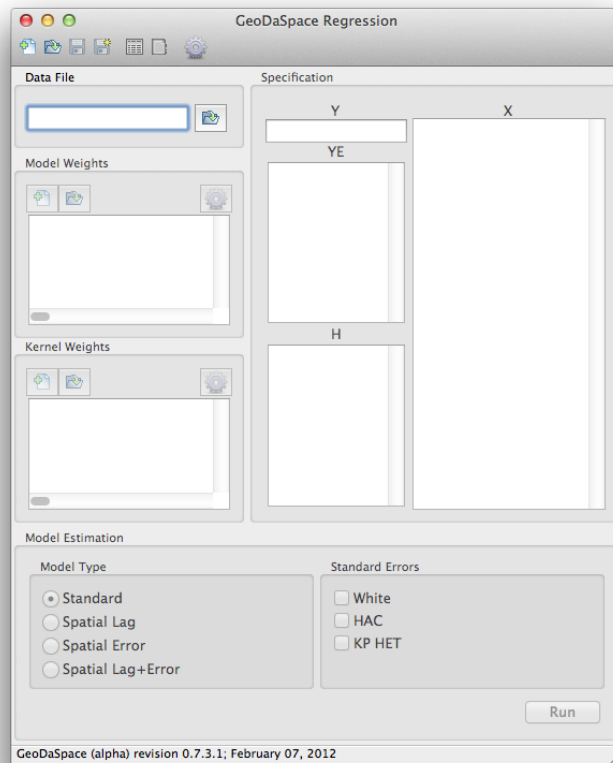 GeoDaSpace Regression
Data File
Specification
Y
X
YE
Model Weights
H
Kernel Weights
Model Estimation
Model Type
Standard Errors
Standard
Spatial Lag
Spatial Error
Spatial Lag+Error
White
HAC
KP HET
Run
GeoDaSpace (alpha) revision 0.7.3.1; February 07, 2012